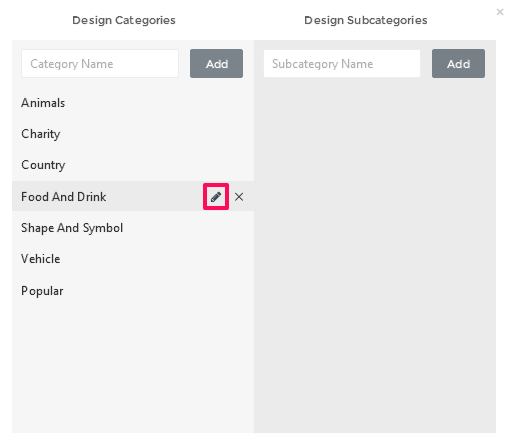 Design Categories
Design Subcategories
Category Name
Add
Subcategory Name
Add
Animals
Charity
Country
Food And Drink
Shape And Symbol
Vehicle
Popular